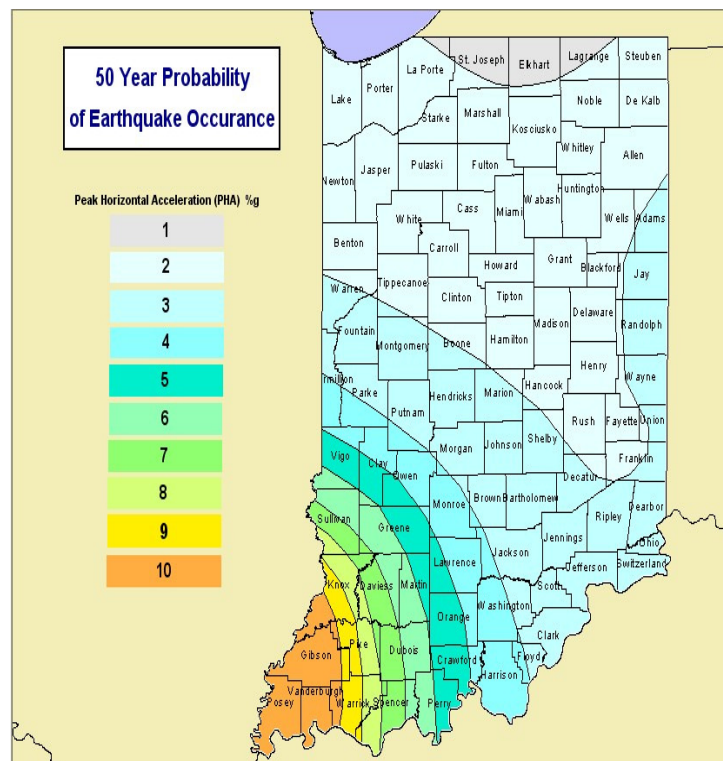 50 Year Probability
of Earthquake Occurance
Peak Horizontal Acceleration (PHA) %g
1
2
3
4
5
6
7
8
9
10
St. Joseph
Elkhart
Lagrange
Steuben
La Porte
Porter
Lake
Noble
De Kalb
Starke
Marshall
Kosciusko
Whitley
Allen
Newton
Jasper
Pulaski
Fulton
Wabash
Huntington
Miami
Cass
White
Wells
Adams
Benton
Carroll
Howard
Grant
Blackford
Jay
Warren
Tippecanoe
Clinton
Tipton
Madison
Delaware
Randolph
Fountain
Montgomery
Boone
Hamilton
Henry
Wayne
rmillion
Parke
Putnam
Hendricks
Marion
Hancock
Rush
Fayette
Union
Shelby
Franklin
Vigo
Clay
Owen
Morgan
Johnson
Decatur
Monroe
Brown
Bartholomew
Dearbor
Ripley
Sullivan
Greene
Jennings
Ohio
Lawrence
Jackson
Jefferson
Switzerland
Knox
Daviess
Martin
Washington
Scott
Orange
Clark
Gibson
Pike
Dubois
Crawford
Floyd
Harrison
Posey
Vanderburgh
Warrick
Spencer
Perry